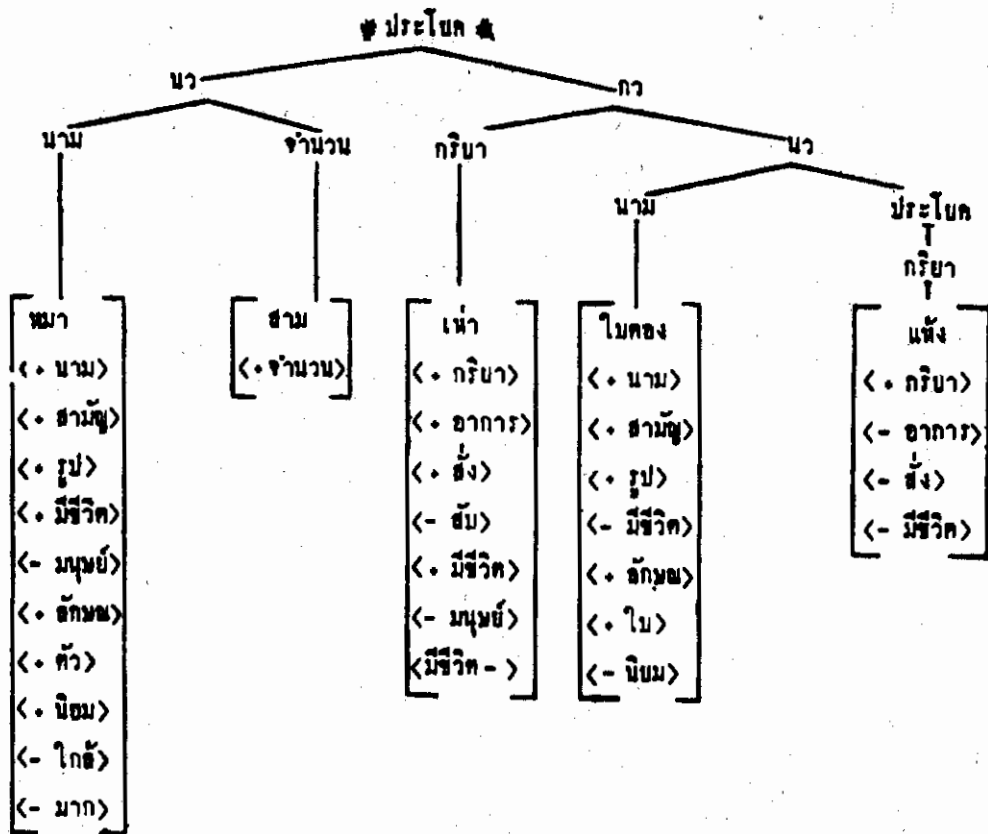 # ประโยค #
นว กว
นาม จำนวน กริยา นว
นาม ประโยค
กริยา
หมา สาม เห่า ใบตอง แห้ง
<+ นาม> <+ จำนวน> <+ กริยา> <+ นาม> <+ กริยา>
<+ สามัญ> <+ อาการ> <+ สามัญ> <- อาการ>
<+ รูป> <+ สั่ง> <+ รูป> <- สั่ง>
<+ มีชีวิต> <- สับ> <- มีชีวิต> <- มีชีวิต>
<- มนุษย์> <+ มีชีวิต> <+ ลักษณ>
<+ ลักษณ> <- มนุษย์> <+ ใบ>
<+ ตัว> <มีชีวิต -> <- นิยม>
<+ นิยม>
<- ใกล้>
<- มาก>